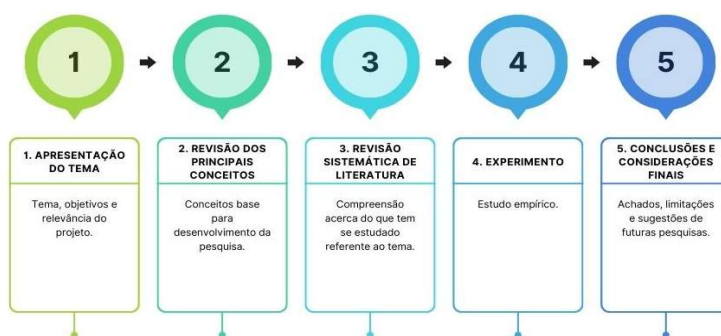 1
2
3
4
5
1. APRESENTAÇÃO
DO TEMA
Tema, objetivos e
relevância do
projeto.
2. REVISÃO DOS
PRINCIPAIS
CONCEITOS
Conceitos base
para
desenvolvimento da
pesquisa.
3. REVISÃO
SISTEMÁTICA DE
LITERATURA
Compreensão
acerca do que tem
se estudado
referente ao tema.
4. EXPERIMENTO
Estudo empírico.
5. CONCLUSÕES E
CONSIDERAÇÕES
FINAIS
Achados, limitações
e sugestões de
futuras pesquisas.